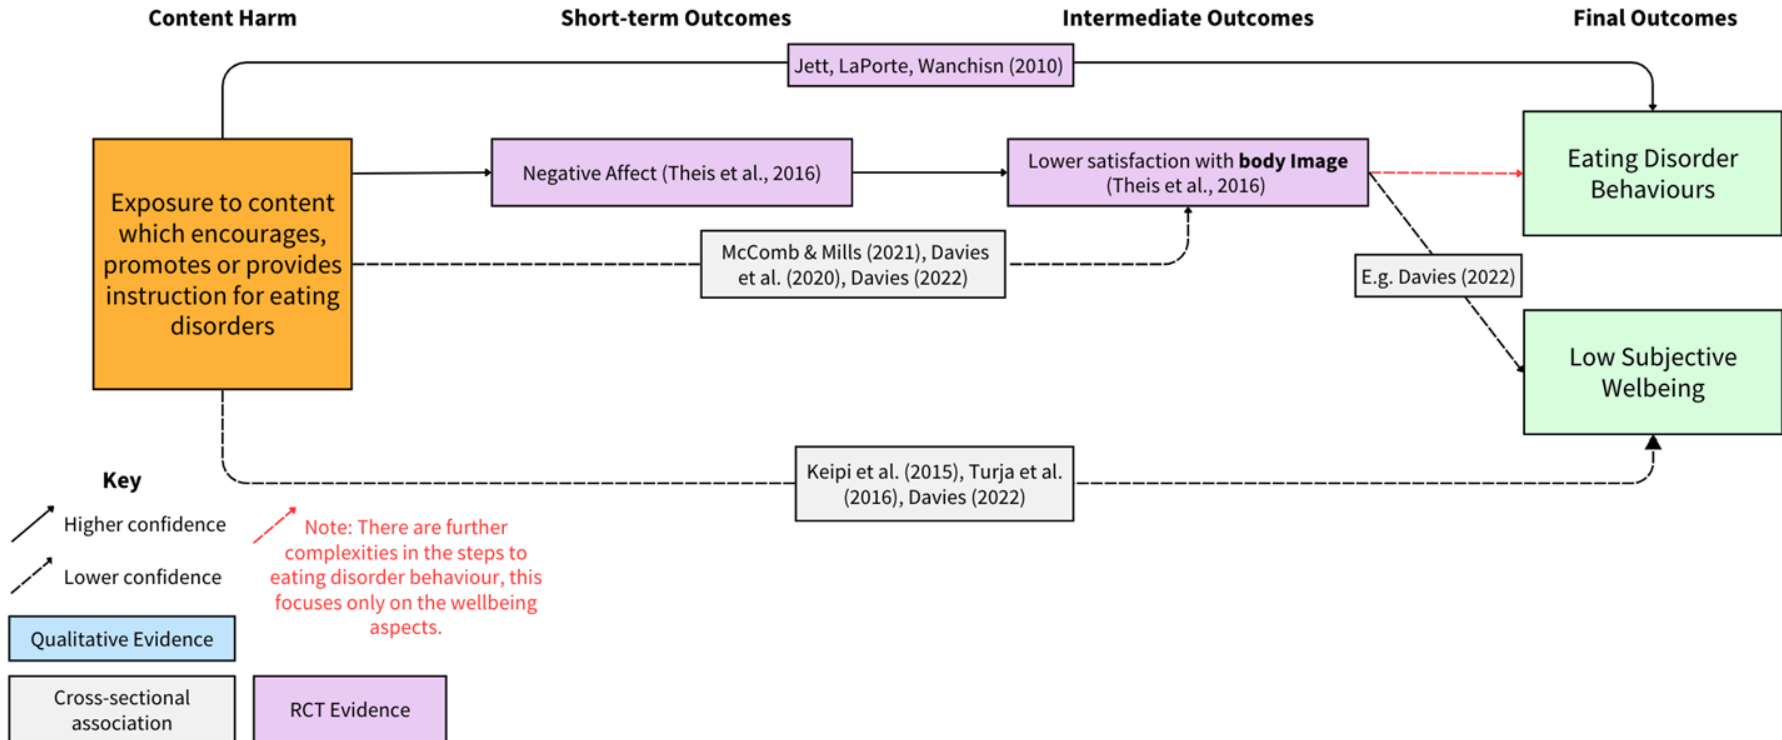 Content Harm
Short-term Outcomes
Intermediate Outcomes
Final Outcomes
Jett, LaPorte, Wanchisn (2010)
Exposure to content
which encourages,
promotes or provides
instruction for eating
disorders
Negative Affect (Theis et al., 2016)
Lower satisfaction with body Image
(Theis et al., 2016)
Eating Disorder
Behaviours
McComb & Mills (2021), Davies
et al. (2020), Davies (2022)
E.g. Davies (2022)
Low Subjective
Welbeing
Keipi et al. (2015), Turja et al.
(2016), Davies (2022)
Key
Higher confidence
Lower confidence
Note: There are further
complexities in the steps to
eating disorder behaviour, this
focuses only on the wellbeing
aspects.
Qualitative Evidence
Cross-sectional
association
RCT Evidence